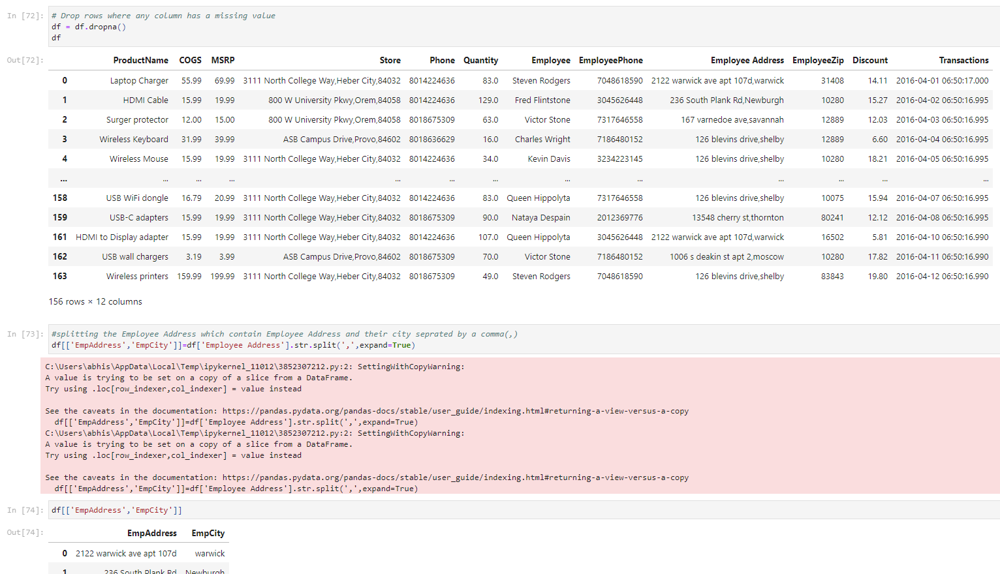 In [72]: # Drop rows where any column has a missing value
df = df.dropna()
df
Out[72]: ProductName COGS MSRP Store Phone Quantity Employee EmployeePhone Employee Address EmployeeZip Discount Transactions
0 Laptop Charger 55.99 69.99 3111 North College Way,Heber City,84032 8014224636 83.0 Steven Rodgers 7048618590 2122 warwick ave apt 107d,warwick 31408 14.11 2016-04-01 06:50:17.000
1 HDMI Cable 15.99 19.99 800 W University Pkwy,Orem,84058 8014224636 129.0 Fred Flintstone 3045626448 236 South Plank Rd,Newburgh 10280 15.27 2016-04-02 06:50:16.995
2 Surger protector 12.00 15.00 800 W University Pkwy,Orem,84058 8018675309 63.0 Victor Stone 7317646558 167 varnedoe ave,savannah 12889 12.03 2016-04-03 06:50:16.995
3 Wireless Keyboard 31.99 39.99 ASB Campus Drive,Provo,84602 8018636629 16.0 Charles Wright 7186480152 126 blevins drive,shelby 12889 6.60 2016-04-04 06:50:16.995
4 Wireless Mouse 15.99 19.99 3111 North College Way,Heber City,84032 8014224636 34.0 Kevin Davis 3234223145 126 blevins drive,shelby 10280 18.21 2016-04-05 06:50:16.995
... ... ... ... ... ... ... ... ... ... ... ... ...
158 USB WiFi dongle 16.79 20.99 3111 North College Way,Heber City,84032 8014224636 83.0 Queen Hippolyta 7317646558 126 blevins drive,shelby 10075 15.94 2016-04-07 06:50:16.995
159 USB-C adapters 15.99 19.99 3111 North College Way,Heber City,84032 8018675309 90.0 Nataya Despain 2012369776 13548 cherry st,thornton 80241 12.12 2016-04-08 06:50:16.995
161 HDMI to Display adapter 15.99 19.99 3111 North College Way,Heber City,84032 8014224636 107.0 Queen Hippolyta 3045626448 2122 warwick ave apt 107d,warwick 16502 5.81 2016-04-10 06:50:16.990
162 USB wall chargers 3.19 3.99 ASB Campus Drive,Provo,84602 8018675309 70.0 Victor Stone 7186480152 1006 s deakin st apt 2,moscow 10280 17.82 2016-04-11 06:50:16.990
163 Wireless printers 159.99 199.99 3111 North College Way,Heber City,84032 8018675309 49.0 Steven Rodgers 7048618590 126 blevins drive,shelby 83843 19.80 2016-04-12 06:50:16.990
156 rows × 12 columns
In [73]: #splitting the Employee Address which contain Employee Address and their city seprated by a comma(,)
df[['EmpAddress','EmpCity']]=df['Employee Address'].str.split(',',expand=True)
C:\Users\abhis\AppData\Local\Temp\ipykernel_11012\3852307212.py:2: SettingWithCopyWarning:
A value is trying to be set on a copy of a slice from a DataFrame.
Try using .loc[row_indexer,col_indexer] = value instead
See the caveats in the documentation: https://pandas.pydata.org/pandas-docs/stable/user_guide/indexing.html#returning-a-view-versus-a-copy
df[['EmpAddress','EmpCity']]=df['Employee Address'].str.split(',',expand=True)
C:\Users\abhis\AppData\Local\Temp\ipykernel_11012\3852307212.py:2: SettingWithCopyWarning:
A value is trying to be set on a copy of a slice from a DataFrame.
Try using .loc[row_indexer,col_indexer] = value instead
See the caveats in the documentation: https://pandas.pydata.org/pandas-docs/stable/user_guide/indexing.html#returning-a-view-versus-a-copy
df[['EmpAddress','EmpCity']]=df['Employee Address'].str.split(',',expand=True)
In [74]: df[['EmpAddress','EmpCity']]
Out[74]: EmpAddress EmpCity
0 2122 warwick ave apt 107d warwick
1 236 South Plank Rd Newburgh